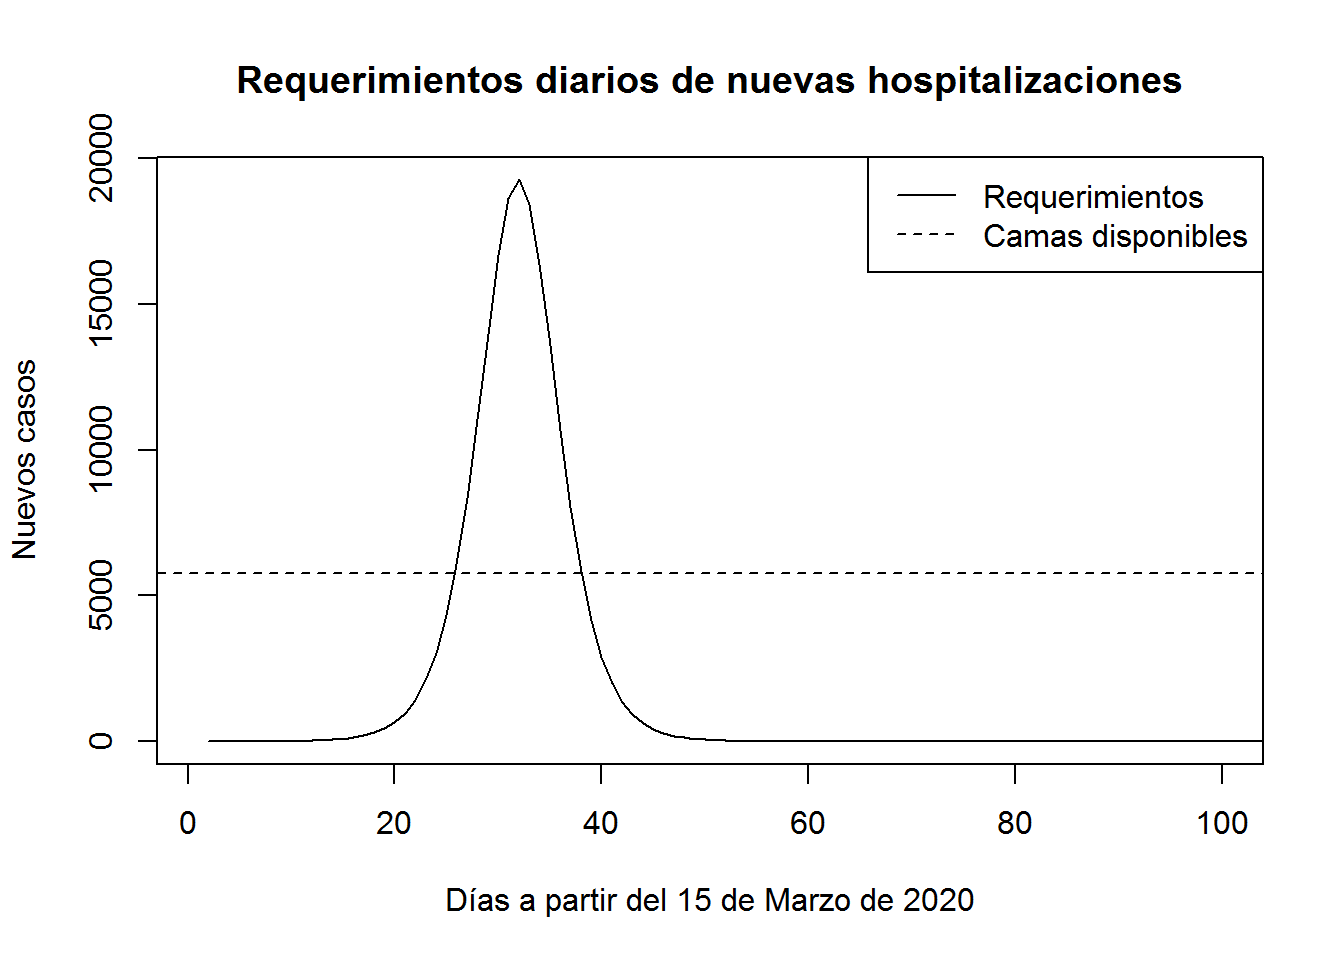 Requerimientos diarios de nuevas hospitalizaciones
Requerimientos
Camas disponibles
Nuevos casos
20000
15000
10000
5000
0
0 20 40 60 80 100
Días a partir del 15 de Marzo de 2020